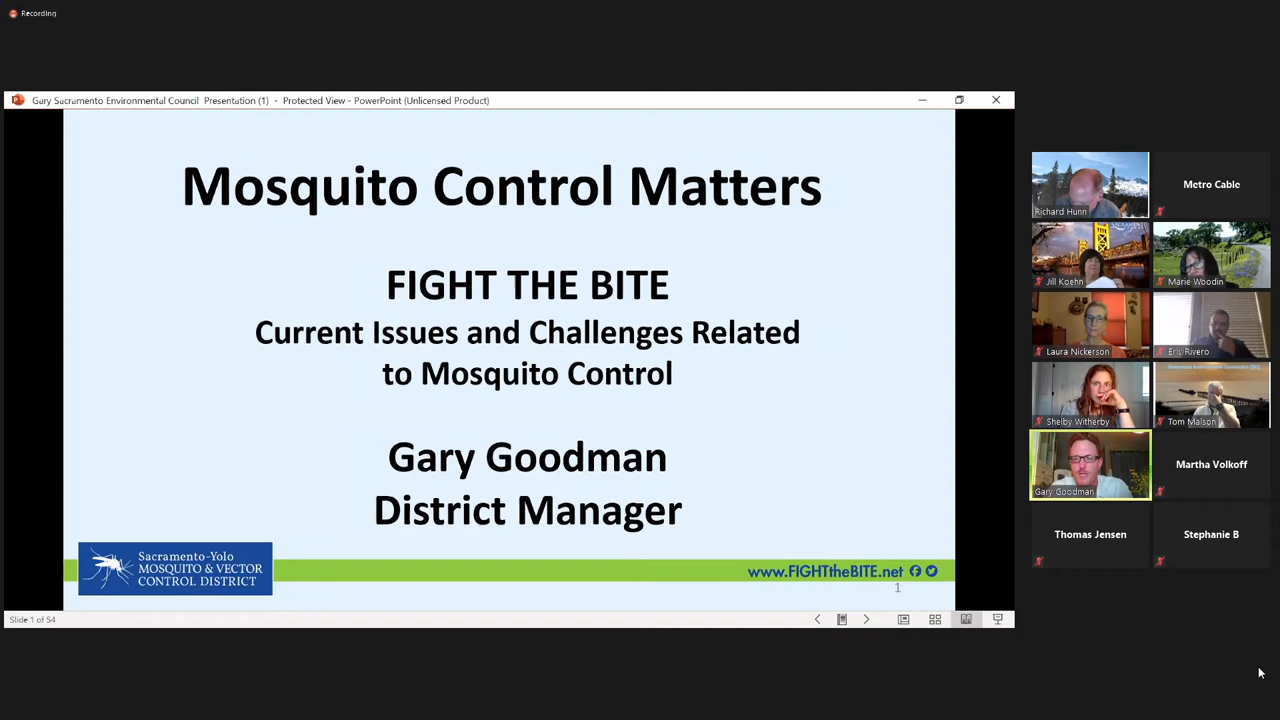 Recording
Gary Sacramento Environmental Council Presentation (1) - Protected View - PowerPoint (Unlicensed Product)
Mosquito Control Matters
FIGHT THE BITE
Current Issues and Challenges Related
to Mosquito Control
Gary Goodman
District Manager
Sacramento-Yolo
MOSQUITO & VECTOR
CONTROL DISTRICT
www.FIGHTtheBITE.net
1
Slide 1 of 54
Richard Hunn
Metro Cable
Jill Koehn
Marie Woodin
Laura Nickerson
Eric Rivero
Shelby Witherby
Tom Malson
Gary Goodman
Martha Volkoff
Thomas Jensen
Stephanie B